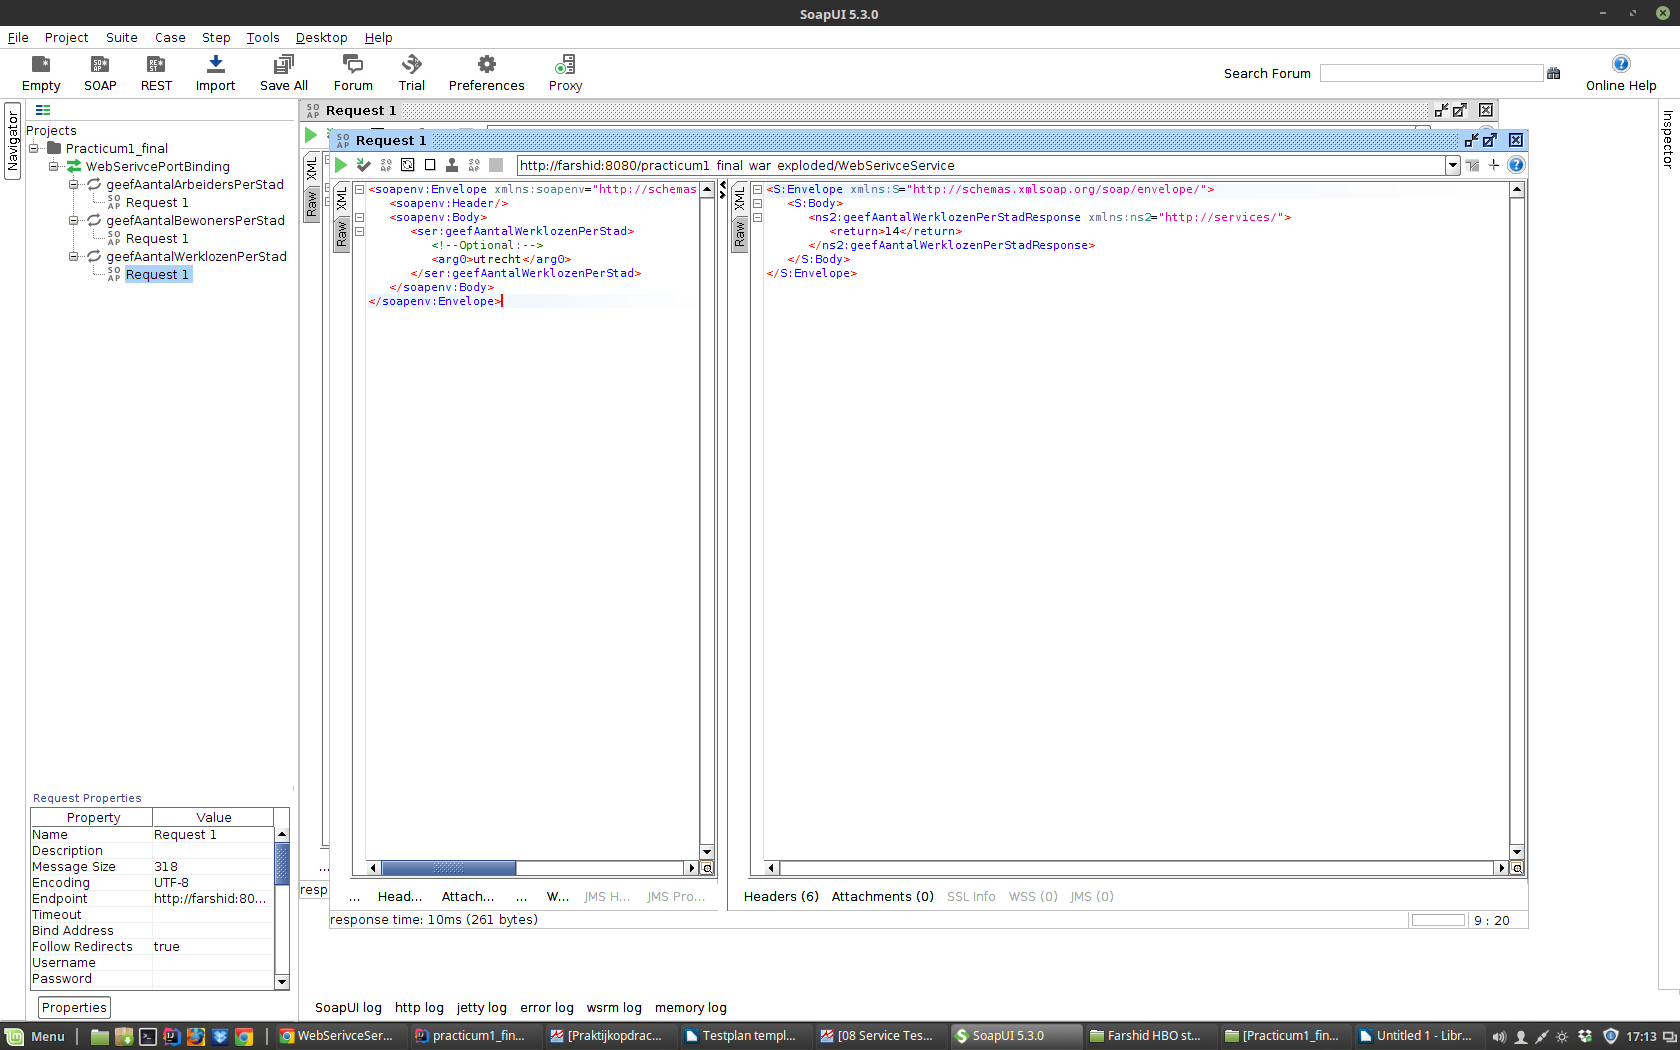 SoapUI 5.3.0
File Project Suite Case Step Tools Desktop Help
Empty SOAP REST Import Save All Forum Trial Preferences Proxy
Search Forum
Online Help
Navigator
Inspector
Projects
Practicum1_final
WebSerivcePortBinding
geefAantalArbeidersPerStad
Request 1
geefAantalBewonersPerStad
Request 1
geefAantalWerklozenPerStad
Request 1
Request 1
XML
Raw
Request 1
http://farshid:8080/practicum1_final_war_exploded/WebSerivceService
XML
Raw
<soapenv:Envelope xmlns:soapenv="http://schemas
<soapenv:Header/>
<soapenv:Body>
<ser:geefAantalWerklozenPerStad>
<!--Optional:-->
<arg0>utrecht</arg0>
</ser:geefAantalWerklozenPerStad>
</soapenv:Body>
</soapenv:Envelope>
XML
Raw
<S:Envelope xmlns:S="http://schemas.xmlsoap.org/soap/envelope/">
<S:Body>
<ns2:geefAantalWerklozenPerStadResponse xmlns:ns2="http://services/">
<return>14</return>
</ns2:geefAantalWerklozenPerStadResponse>
</S:Body>
</S:Envelope>
... Head... Attach... ... W... JMS H... JMS Pro...
Headers (6) Attachments (0) SSL Info WSS (0) JMS (0)
...
resp
response time: 10ms (261 bytes)
9 : 20
Request Properties
Property Value
Name Request 1
Description
Message Size 318
Encoding UTF-8
Endpoint http://farshid:80...
Timeout
Bind Address
Follow Redirects true
Username
Password
Properties
SoapUI log http log jetty log error log wsrm log memory log
Menu WebSerivceSer... practicum1_fin... [Praktijkopdrac... Testplan templ... [08 Service Tes... SoapUI 5.3.0 Farshid HBO st... [Practicum1_fin... Untitled 1 - Libr... 17:13